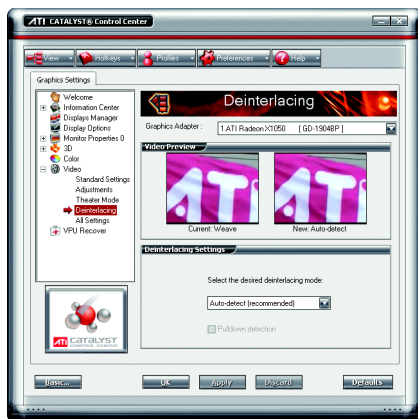 ATI CATALYST® Control Center
View Hotkeys Profiles Preferences Help
Graphics Settings
Welcome
Information Center
Displays Manager
Display Options
Monitor Properties 0
3D
Color
Video
Standard Settings
Adjustments
Theater Mode
Deinterlacing
All Settings
VPU Recover
Deinterlacing
Graphics Adapter :
1 ATI Radeon X1050 [ GD-1904BP ]
Video Preview
ATI
ATI
Current: Weave
New: Auto-detect
Deinterlacing Settings
Select the desired deinterlacing mode:
Auto-detect (recommended)
Pulldown detection
ATI CATALYST
CONTROL CENTER
Basic...
OK
Apply
Discard
Defaults